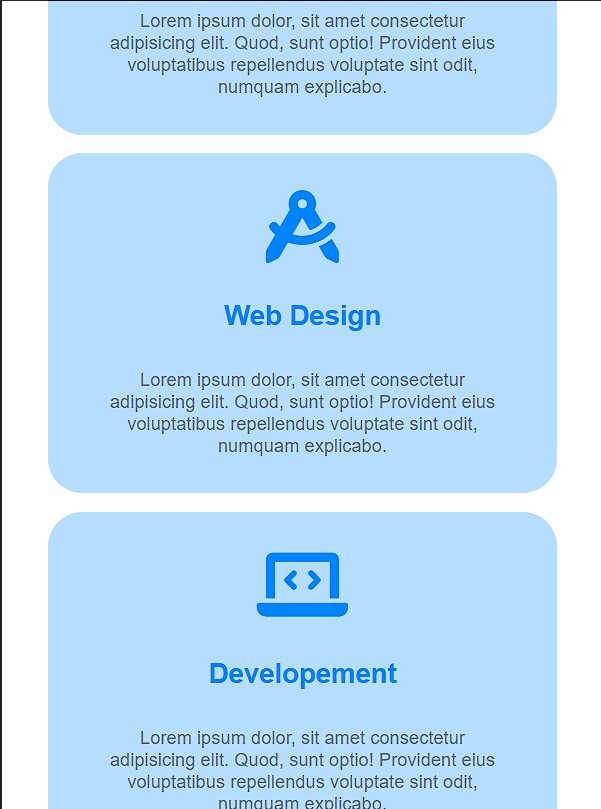 Lorem ipsum dolor, sit amet consectetur
adipisicing elit. Quod, sunt optio! Provident eius
voluptatibus repellendus voluptate sint odit,
numquam explicabo.
Web Design
Lorem ipsum dolor, sit amet consectetur
adipisicing elit. Quod, sunt optio! Provident eius
voluptatibus repellendus voluptate sint odit,
numquam explicabo.
Developement
Lorem ipsum dolor, sit amet consectetur
adipisicing elit. Quod, sunt optio! Provident eius
voluptatibus repellendus voluptate sint odit,
numquam explicabo.